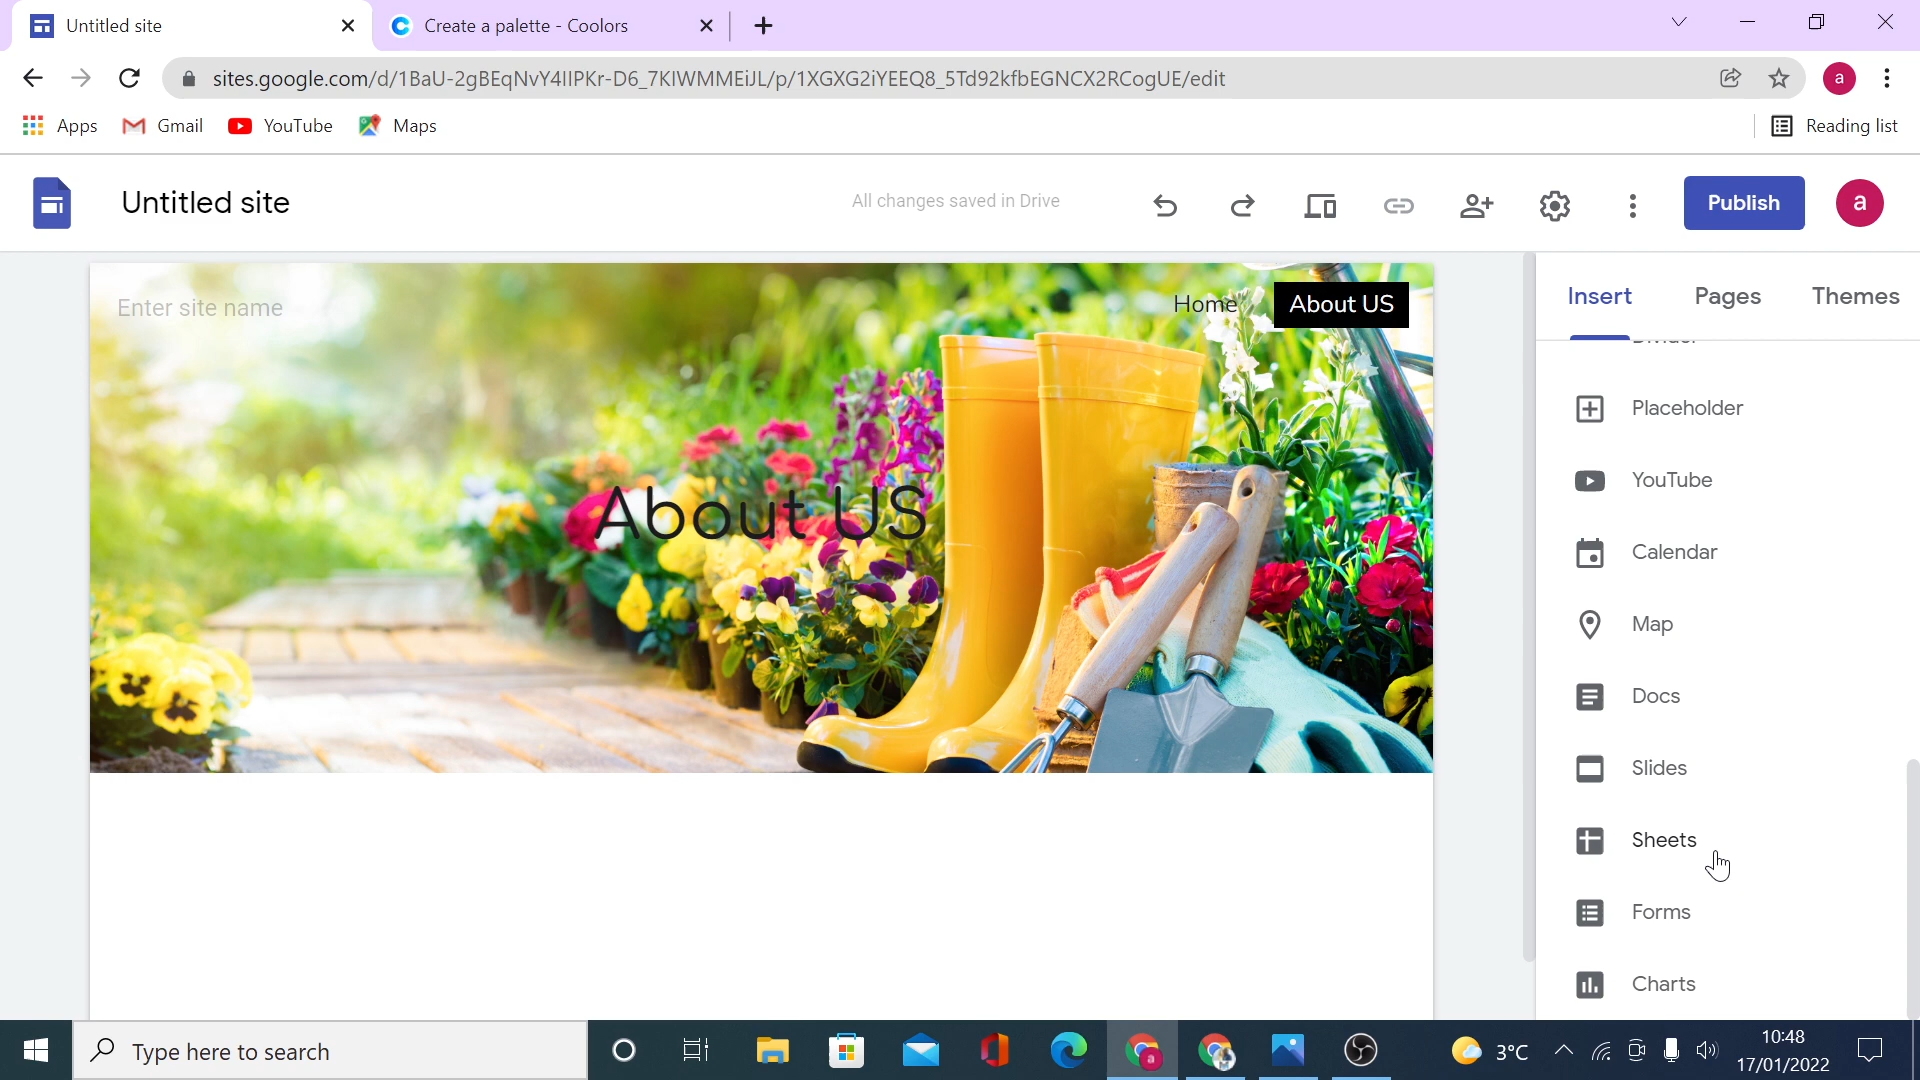 Untitled site
Create a palette - Coolors
sites.google.com/d/1BaU-2gBEqNvY4IIPKr-D6_7KIWMMEiJL/p/1XGXG2iYEEQ8_5Td92kfbEGNCX2RCogUE/edit
a
Apps
Gmail
YouTube
Maps
Reading list
Untitled site
All changes saved in Drive
Publish
a
Enter site name
Home
About US
Insert
Pages
Themes
Divider
Placeholder
About US
YouTube
Calendar
Map
Docs
Slides
Sheets
Forms
Charts
Type here to search
a
3°C
10:48
17/01/2022